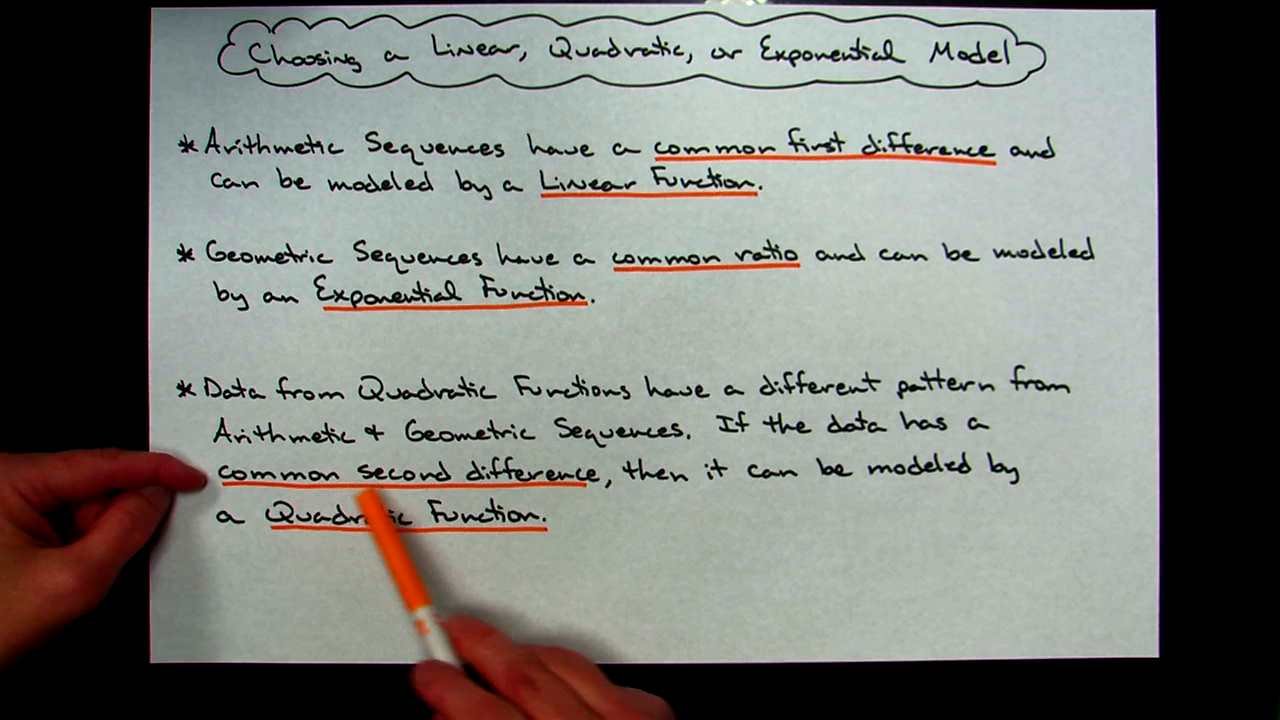 Choosing a Linear, Quadratic, or Exponential Model
* Arithmetic Sequences have a common first difference and
can be modeled by a Linear Function.
* Geometric Sequences have a common ratio and can be modeled
by an Exponential Function.
* Data from Quadratic Functions have a different pattern from
Arithmetic & Geometric Sequences. If the data has a
common second difference, then it can be modeled by
a Quadratic Function.